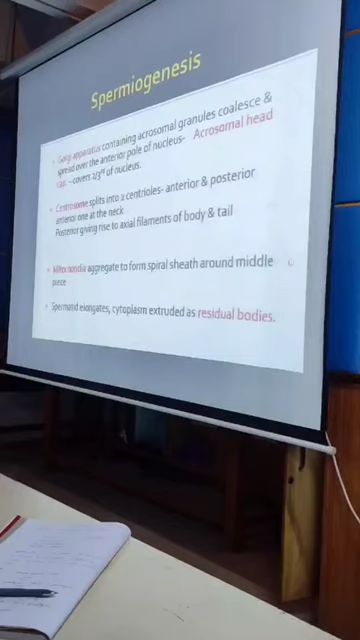 Spermiogenesis
Golgi apparatus containing acrosomal granules coalesce &
spread over the anterior pole of nucleus- Acrosomal head
cap. – covers 2/3rd of nucleus.
Centrosome splits into 2 centrioles- anterior & posterior
anterior one at the neck
Posterior giving rise to axial filaments of body & tail
Mitocnondia aggregate to form spiral sheath around middle
piece
Spermatid elongates, cytoplasm extruded as residual bodies.